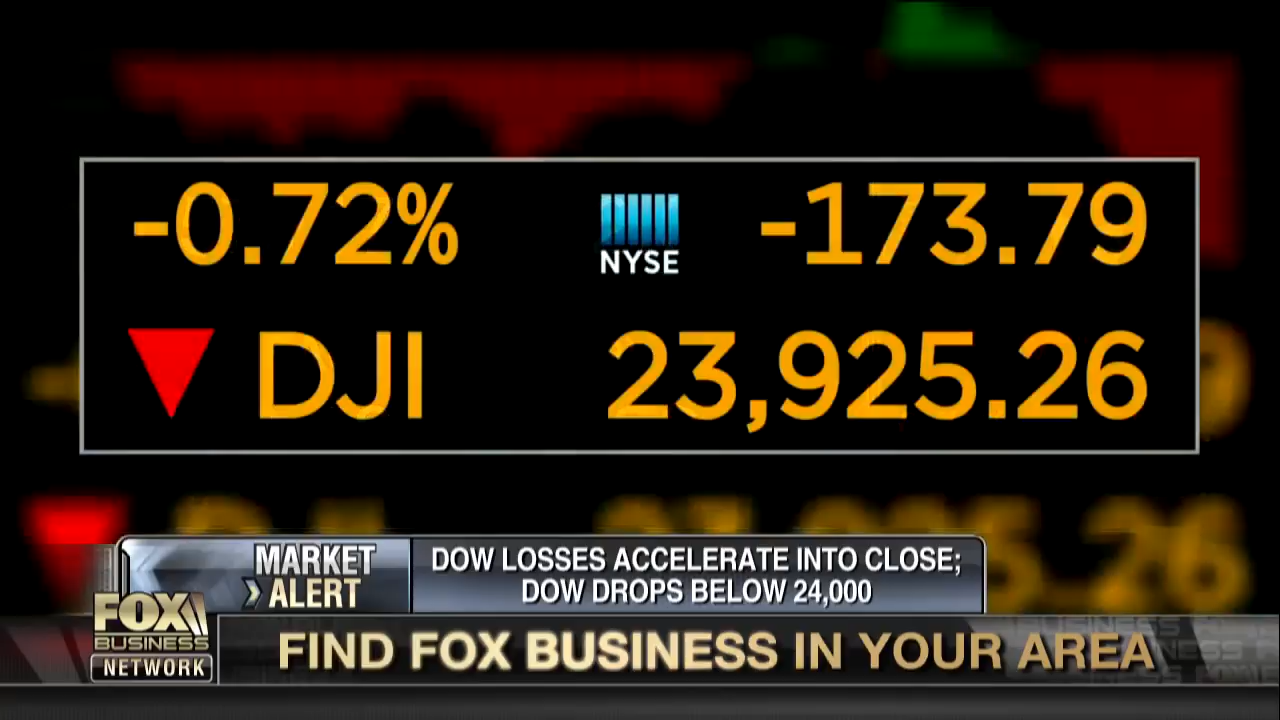 -0.72%
NYSE
-173.79
DJI
23,925.26
MARKET
ALERT
DOW LOSSES ACCELERATE INTO CLOSE;
DOW DROPS BELOW 24,000
FOX
BUSINESS
NETWORK
FIND FOX BUSINESS IN YOUR AREA